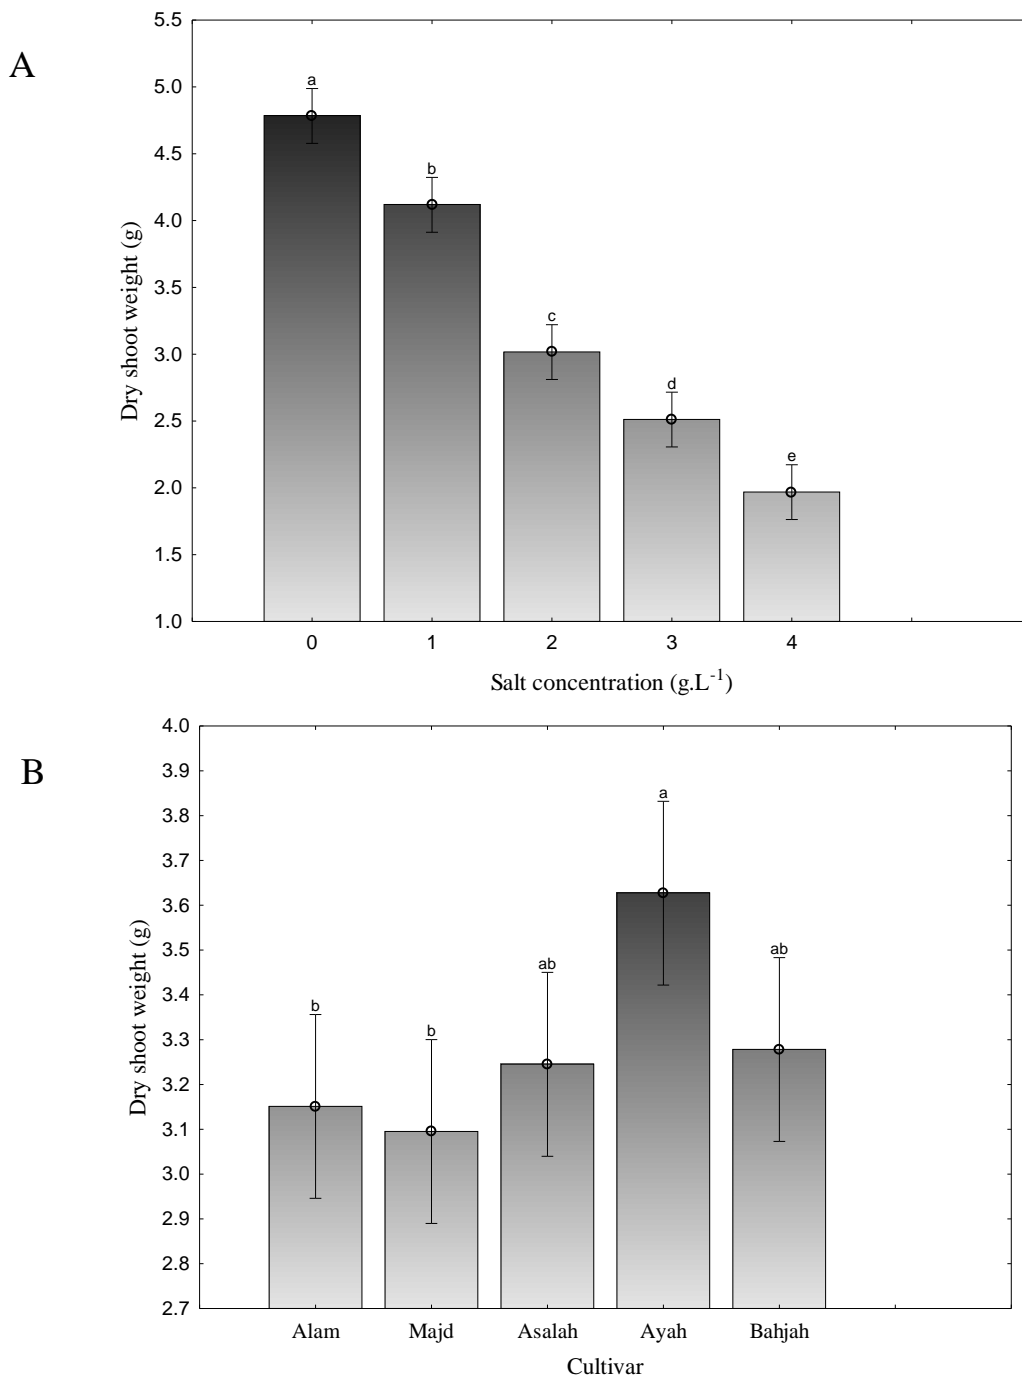 A
Dry shoot weight (g)
5.5
5.0
4.5
4.0
3.5
3.0
2.5
2.0
1.5
1.0
a
b
c
d
e
0 1 2 3 4
Salt concentration (g.L⁻¹)
B
Dry shoot weight (g)
4.0
3.9
3.8
3.7
3.6
3.5
3.4
3.3
3.2
3.1
3.0
2.9
2.8
2.7
b
b
ab
a
ab
Alam Majd Asalah Ayah Bahjah
Cultivar